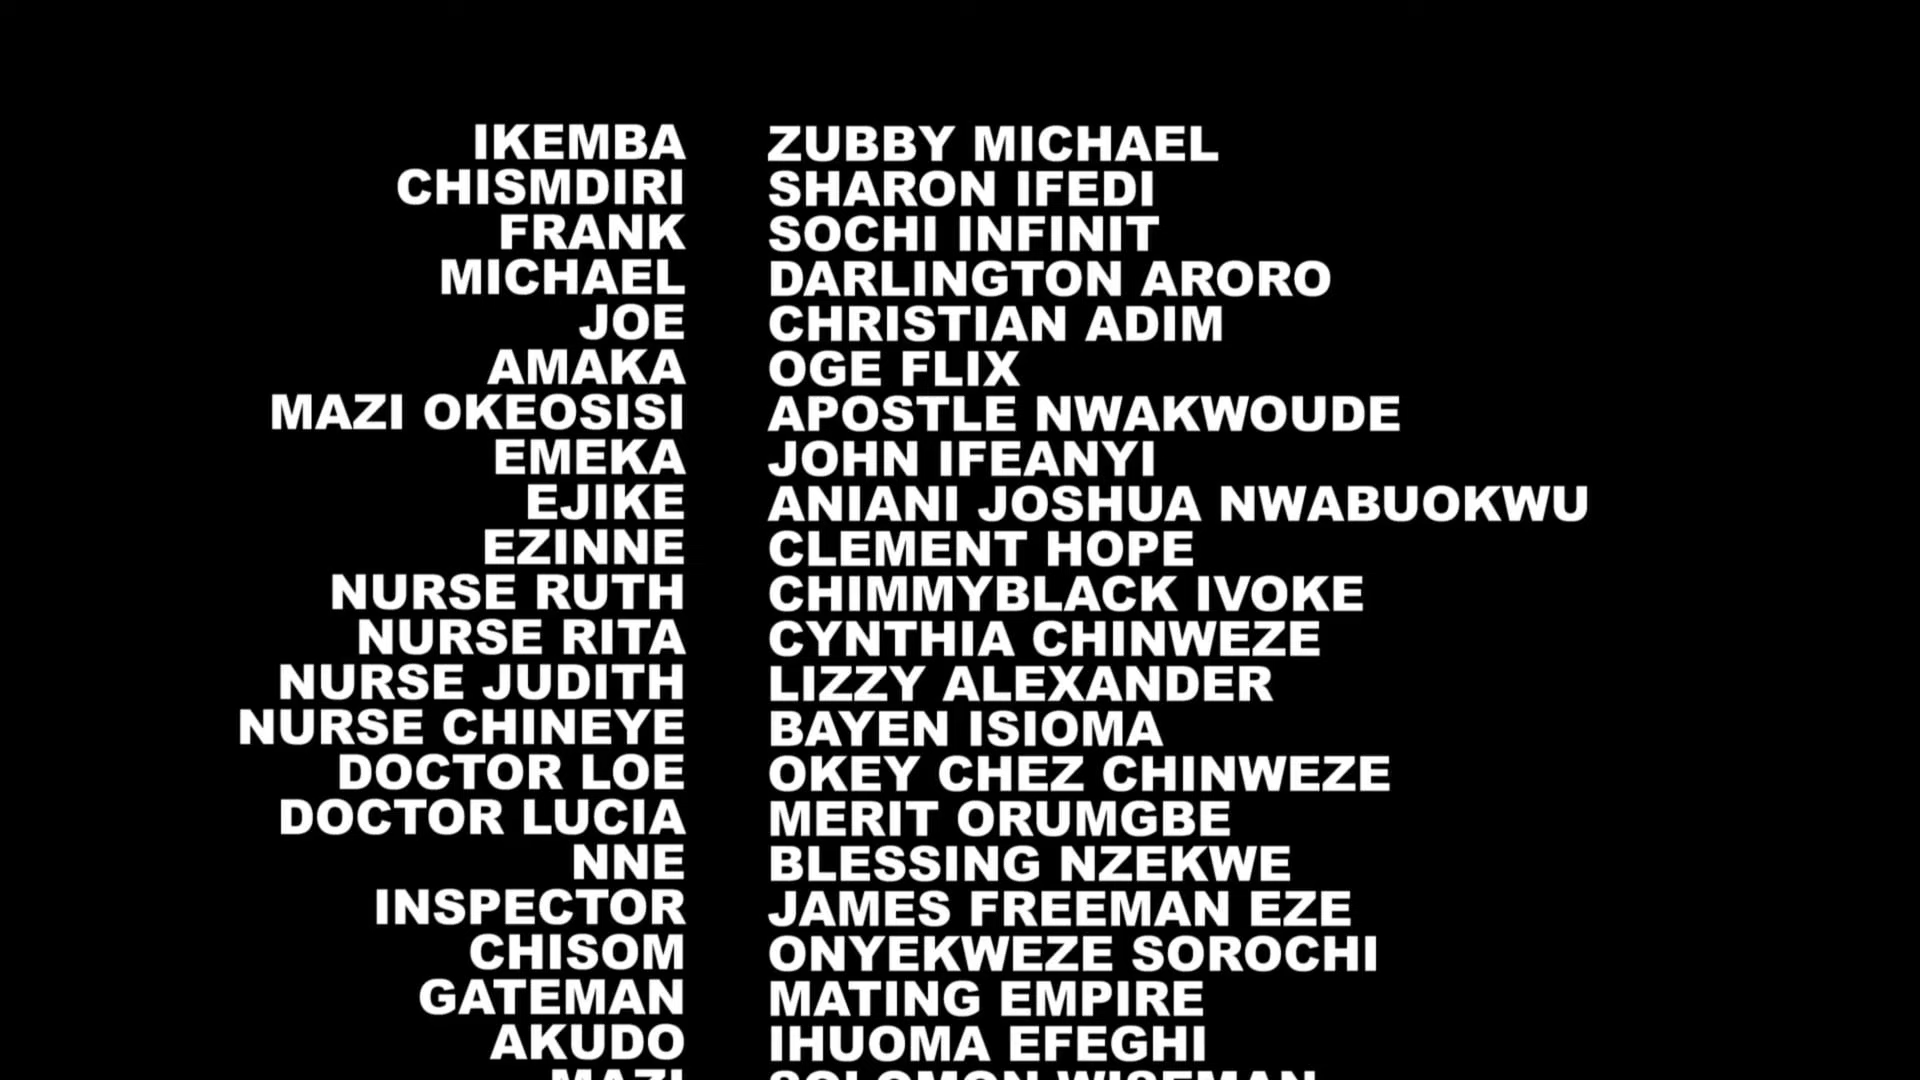 IKEMBA ZUBBY MICHAEL
CHISMDIRI SHARON IFEDI
FRANK SOCHI INFINIT
MICHAEL DARLINGTON ARORO
JOE CHRISTIAN ADIM
AMAKA OGE FLIX
MAZI OKEOSISI APOSTLE NWAKWOUDE
EMEKA JOHN IFEANYI
EJIKE ANIANI JOSHUA NWABUOKWU
EZINNE CLEMENT HOPE
NURSE RUTH CHIMMYBLACK IVOKE
NURSE RITA CYNTHIA CHINWEZE
NURSE JUDITH LIZZY ALEXANDER
NURSE CHINEYE BAYEN ISIOMA
DOCTOR LOE OKEY CHEZ CHINWEZE
DOCTOR LUCIA MERIT ORUMGBE
NNE BLESSING NZEKWE
INSPECTOR JAMES FREEMAN EZE
CHISOM ONYEKWEZE SOROCHI
GATEMAN MATING EMPIRE
AKUDO IHUOMA EFEGHI
MAZI SOLOMON WISEMAN